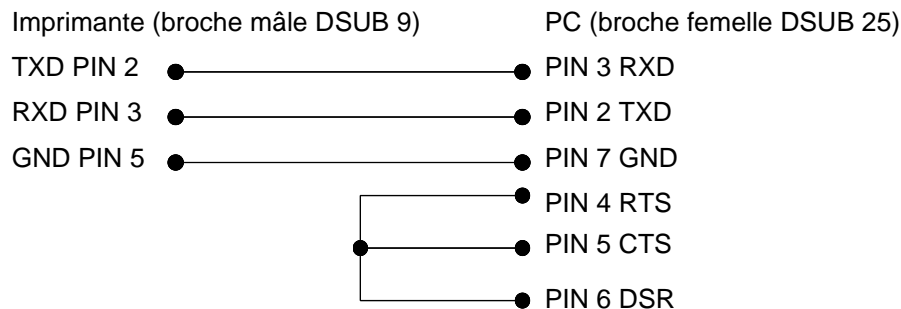 Imprimante (broche mâle DSUB 9) PC (broche femelle DSUB 25)
TXD PIN 2 PIN 3 RXD
RXD PIN 3 PIN 2 TXD
GND PIN 5 PIN 7 GND
PIN 4 RTS
PIN 5 CTS
PIN 6 DSR